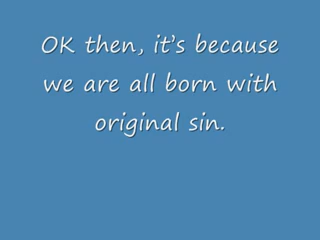 OK then, it's because
we are all born with
original sin.